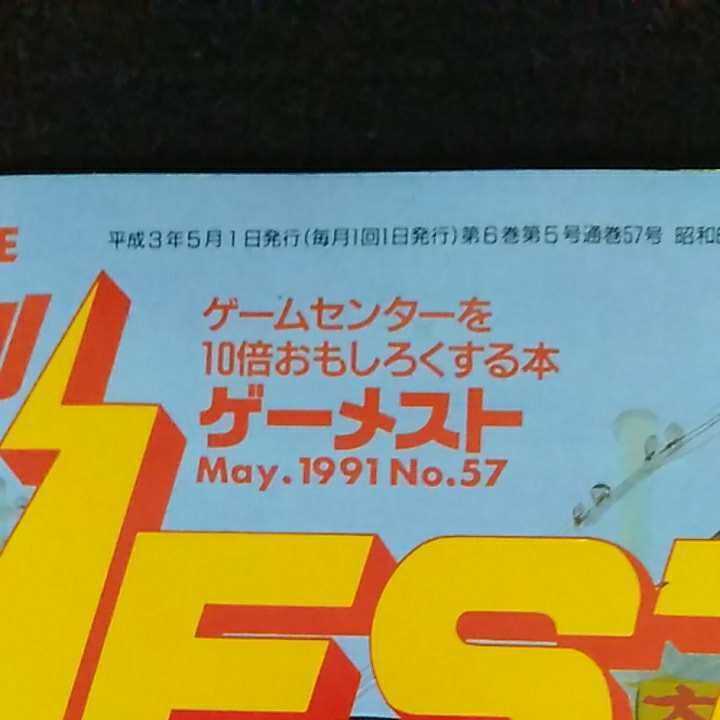 平成3年5月1日発行(毎月1回1日発行)第6巻第5号通巻57号 昭和
ゲームセンターを
10倍おもしろくする本
ゲーメスト
May.1991 No.57
EST